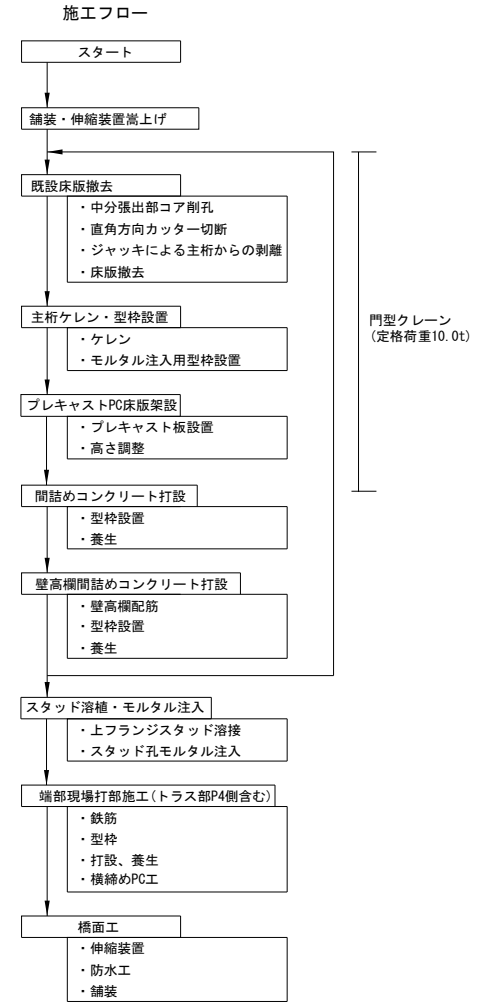 施工フロー
スタート
舗装・伸縮装置嵩上げ
既設床版撤去
・中分張出部コア削孔
・直角方向カッター切断
・ジャッキによる主桁からの剥離
・床版撤去
主桁ケレン・型枠設置
・ケレン
・モルタル注入用型枠設置
門型クレーン
(定格荷重10.0t)
プレキャストPC床版架設
・プレキャスト板設置
・高さ調整
間詰めコンクリート打設
・型枠設置
・養生
壁高欄間詰めコンクリート打設
・壁高欄配筋
・型枠設置
・養生
スタッド溶植・モルタル注入
・上フランジスタッド溶接
・スタッド孔モルタル注入
端部現場打部施工(トラス部P4側含む)
・鉄筋
・型枠
・打設、養生
・横締めPC工
橋面工
・伸縮装置
・防水工
・舗装